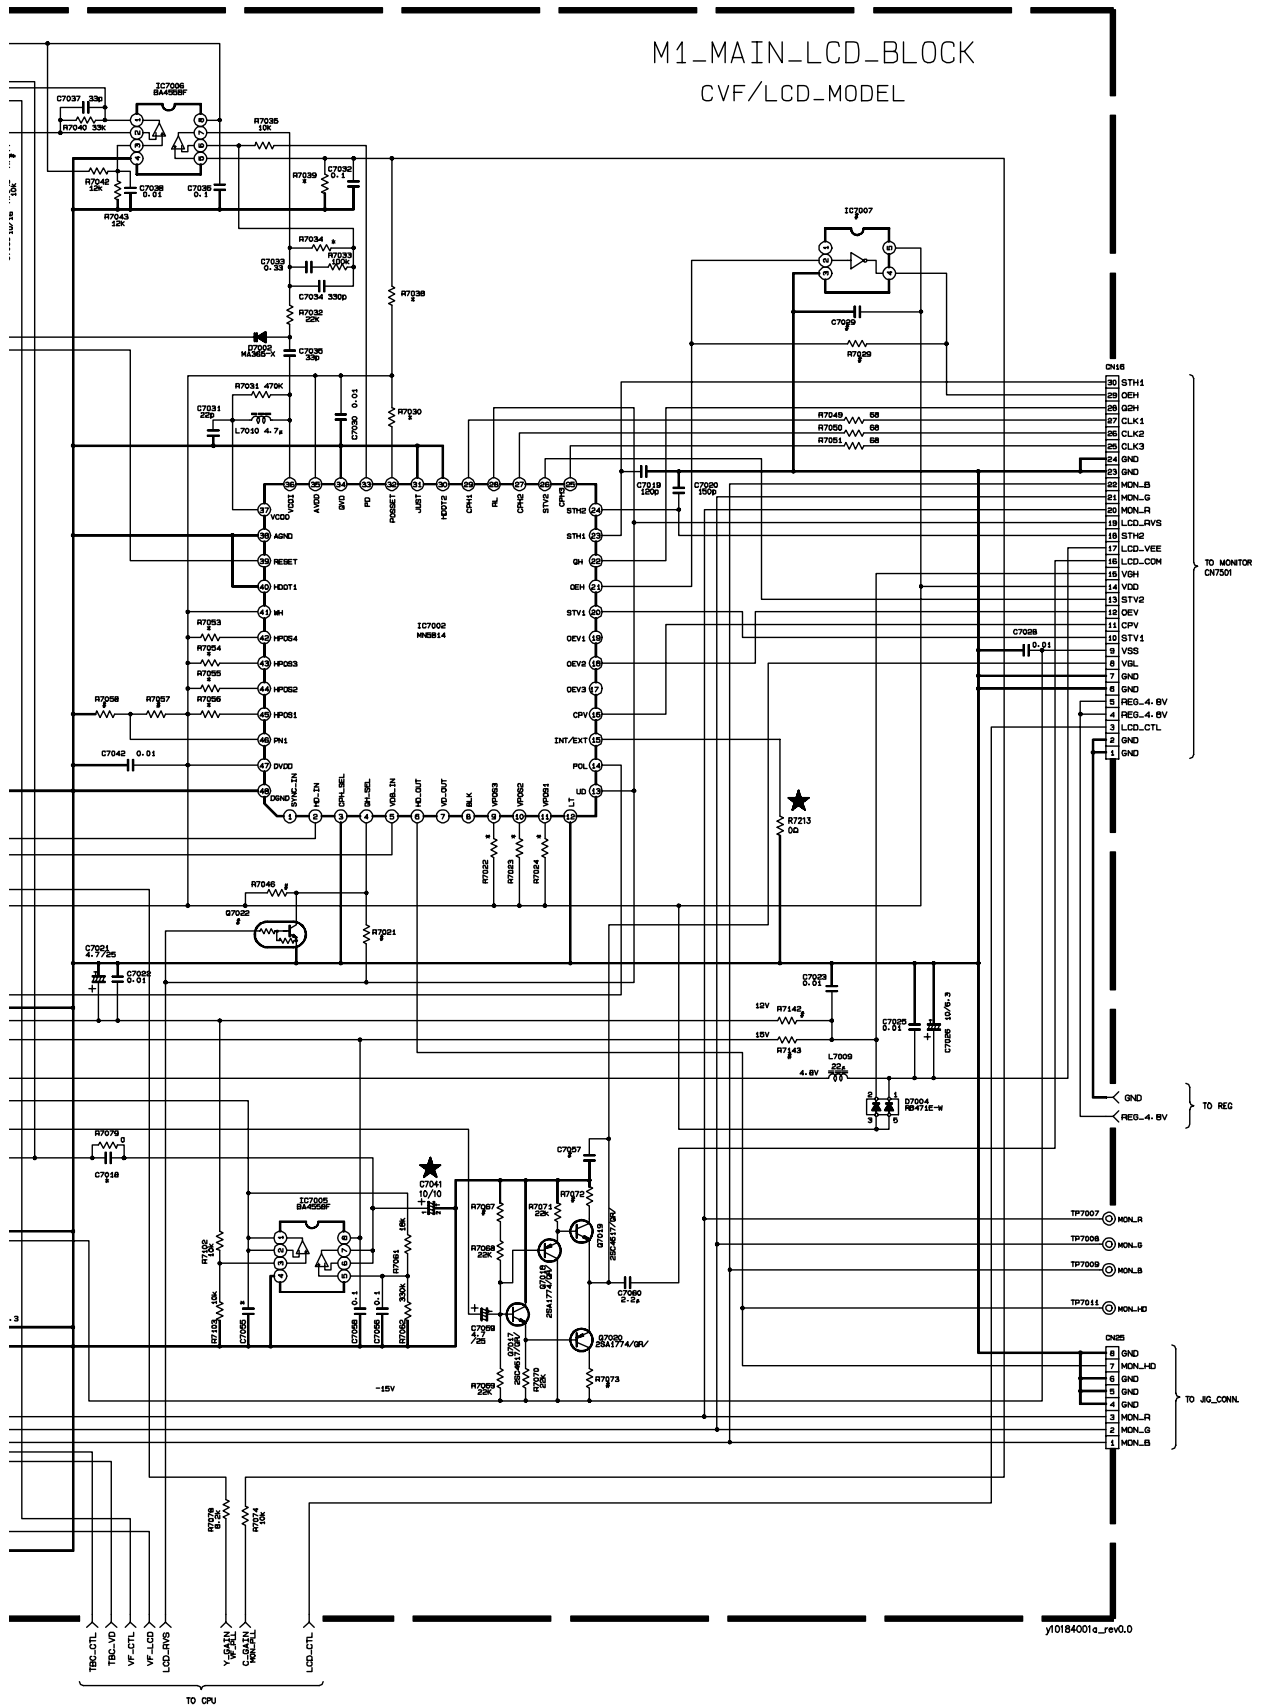 M1_MAIN_LCD_BLOCK
CVF/LCD_MODEL
IC7006
BA4558F
C7037 33p
R7040 33K
R7035
10K
R7042
12K
C7038
0.01
C7036
0.1
R7039
*
C7032
0.1
R7043
12K
10K
R7034
*
R7033
100k
C7033
0.33
C7034 330p
R7032
22K
R7038
#
D7002
MA365-X
C7035
33p
R7031 470K
C7031
22p
L7010 4.7µ
C7030 0.01
R7030
*
IC7007
#
C7029
#
R7029
#
R7049 68
R7050 68
R7051 68
C7019
120p
C7020
150p
CN16
30 STH1
29 OEH
28 Q2H
27 CLK1
26 CLK2
25 CLK3
24 GND
23 GND
22 MON_B
21 MON_G
20 MON_R
19 LCD_RVS
18 STH2
17 LCD_VEE
16 LCD_COM
15 VGH
14 VDD
13 STV2
12 OEV
11 CPV
10 STV1
9 VSS
8 VGL
7 GND
6 GND
5 REG_4.8V
4 REG_4.8V
3 LCD_CTL
2 GND
1 GND
TO MONITOR
CN7501
C7028
0.01
36 VCOI
35 AVDD
34 GVD
33 PD
32 POSSET
31 JUST
30 HDOT2
29 CPH1
28 RL
27 CPH2
26 STV2
25 CPH3
37 VCOO
38 AGND
39 RESET
40 HDOT1
41 WH
42 HPOS4
43 HPOS3
44 HPOS2
45 HPOS1
46 PN1
47 DVDD
48 DGND
IC7002
MN5814
STH2 24
STH1 23
QH 22
OEH 21
STV1 20
OEV1 19
OEV2 18
OEV3 17
CPV 16
INT/EXT 15
POL 14
UD 13
1 SYNC_IN
2 HD_IN
3 CPH_SEL
4 QH_SEL
5 VDB_IN
6 HD_OUT
7 VD_OUT
8 BLK
9 VPOS3
10 VPOS2
11 VPOS1
12 LT
R7053
*
R7054
*
R7055
*
R7056
*
R7058
#
R7057
*
C7042 0.01
R7213
0Ω
R7022
*
R7023
*
R7024
*
R7046 #
Q7022
#
R7021
#
C7021
4.7/25
C7022
0.01
C7023
0.01
12V R7142
#
15V R7143
#
4.8V L7009
22µ
C7025
0.01
C7026 10/6.3
D7004
RB471E-W
GND
REG_4.8V
TO REG
R7079
0
C7018
*
C7041
10/10
IC7005
BA4558F
R7102
10k
R7103
10k
C7055
*
C7058 0.1
C7056 0.1
R7061
18k
R7062
330k
R7067
#
R7068
22K
R7069
22K
C7069
4.7
/25
Q7017
2SC4617/QR/
R7070
22K
Q7018
2SA1774/QR/
R7071
22K
R7072
#
C7057
#
Q7019
2SC4617/QR/
C7080
2.2µ
Q7020
2SA1774/QR/
R7073
#
-15V
.3
TP7007 MON_R
TP7008 MON_G
TP7009 MON_B
TP7011 MON_HD
CN25
8 GND
7 MON_HD
6 GND
5 GND
4 GND
3 MON_R
2 MON_G
1 MON_B
TO JIG_CONN.
R7078
8.2k
R7074
10k
TBC_CTL
TBC_VD
VF_CTL
VF_LCD
LCD_RVS
Y_GAIN
VF_PLL
C_GAIN
MON_PLL
LCD_CTL
TO CPU
y10184001a_rev0.0